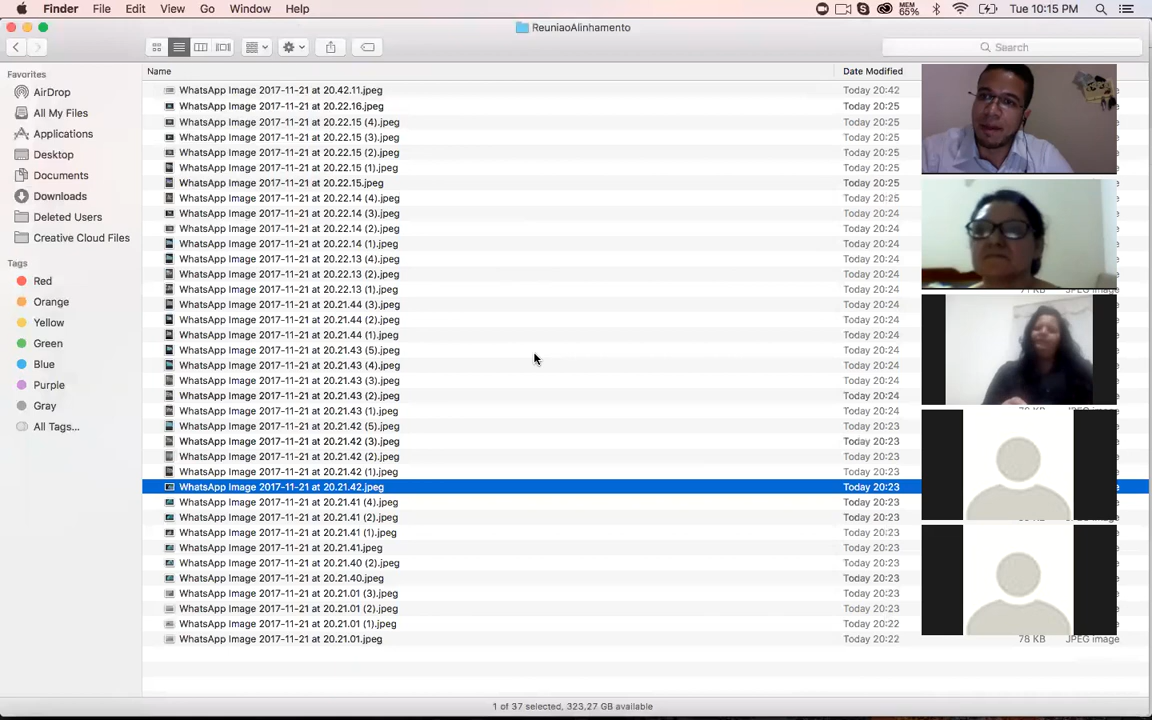 Finder File Edit View Go Window Help MEM 65% Tue 10:15 PM
ReuniaoAlinhamento
Search
Favorites
AirDrop
All My Files
Applications
Desktop
Documents
Downloads
Deleted Users
Creative Cloud Files
Tags
Red
Orange
Yellow
Green
Blue
Purple
Gray
All Tags...
Name Date Modified
WhatsApp Image 2017-11-21 at 20.42.11.jpeg Today 20:42
WhatsApp Image 2017-11-21 at 20.22.16.jpeg Today 20:25
WhatsApp Image 2017-11-21 at 20.22.15 (4).jpeg Today 20:25
WhatsApp Image 2017-11-21 at 20.22.15 (3).jpeg Today 20:25
WhatsApp Image 2017-11-21 at 20.22.15 (2).jpeg Today 20:25
WhatsApp Image 2017-11-21 at 20.22.15 (1).jpeg Today 20:25
WhatsApp Image 2017-11-21 at 20.22.15.jpeg Today 20:25
WhatsApp Image 2017-11-21 at 20.22.14 (4).jpeg Today 20:25
WhatsApp Image 2017-11-21 at 20.22.14 (3).jpeg Today 20:24
WhatsApp Image 2017-11-21 at 20.22.14 (2).jpeg Today 20:24
WhatsApp Image 2017-11-21 at 20.22.14 (1).jpeg Today 20:24
WhatsApp Image 2017-11-21 at 20.22.13 (4).jpeg Today 20:24
WhatsApp Image 2017-11-21 at 20.22.13 (2).jpeg Today 20:24
WhatsApp Image 2017-11-21 at 20.22.13 (1).jpeg Today 20:24
WhatsApp Image 2017-11-21 at 20.21.44 (3).jpeg Today 20:24
WhatsApp Image 2017-11-21 at 20.21.44 (2).jpeg Today 20:24
WhatsApp Image 2017-11-21 at 20.21.44 (1).jpeg Today 20:24
WhatsApp Image 2017-11-21 at 20.21.43 (5).jpeg Today 20:24
WhatsApp Image 2017-11-21 at 20.21.43 (4).jpeg Today 20:24
WhatsApp Image 2017-11-21 at 20.21.43 (3).jpeg Today 20:24
WhatsApp Image 2017-11-21 at 20.21.43 (2).jpeg Today 20:24
WhatsApp Image 2017-11-21 at 20.21.43 (1).jpeg Today 20:24
WhatsApp Image 2017-11-21 at 20.21.42 (5).jpeg Today 20:23
WhatsApp Image 2017-11-21 at 20.21.42 (3).jpeg Today 20:23
WhatsApp Image 2017-11-21 at 20.21.42 (2).jpeg Today 20:23
WhatsApp Image 2017-11-21 at 20.21.42 (1).jpeg Today 20:23
WhatsApp Image 2017-11-21 at 20.21.42.jpeg Today 20:23
WhatsApp Image 2017-11-21 at 20.21.41 (4).jpeg Today 20:23
WhatsApp Image 2017-11-21 at 20.21.41 (2).jpeg Today 20:23
WhatsApp Image 2017-11-21 at 20.21.41 (1).jpeg Today 20:23
WhatsApp Image 2017-11-21 at 20.21.41.jpeg Today 20:23
WhatsApp Image 2017-11-21 at 20.21.40 (2).jpeg Today 20:23
WhatsApp Image 2017-11-21 at 20.21.40.jpeg Today 20:23
WhatsApp Image 2017-11-21 at 20.21.01 (3).jpeg Today 20:23
WhatsApp Image 2017-11-21 at 20.21.01 (2).jpeg Today 20:23
WhatsApp Image 2017-11-21 at 20.21.01 (1).jpeg Today 20:23
WhatsApp Image 2017-11-21 at 20.21.01.jpeg Today 20:22 78 KB JPEG image
1 of 37 selected, 323,27 GB available